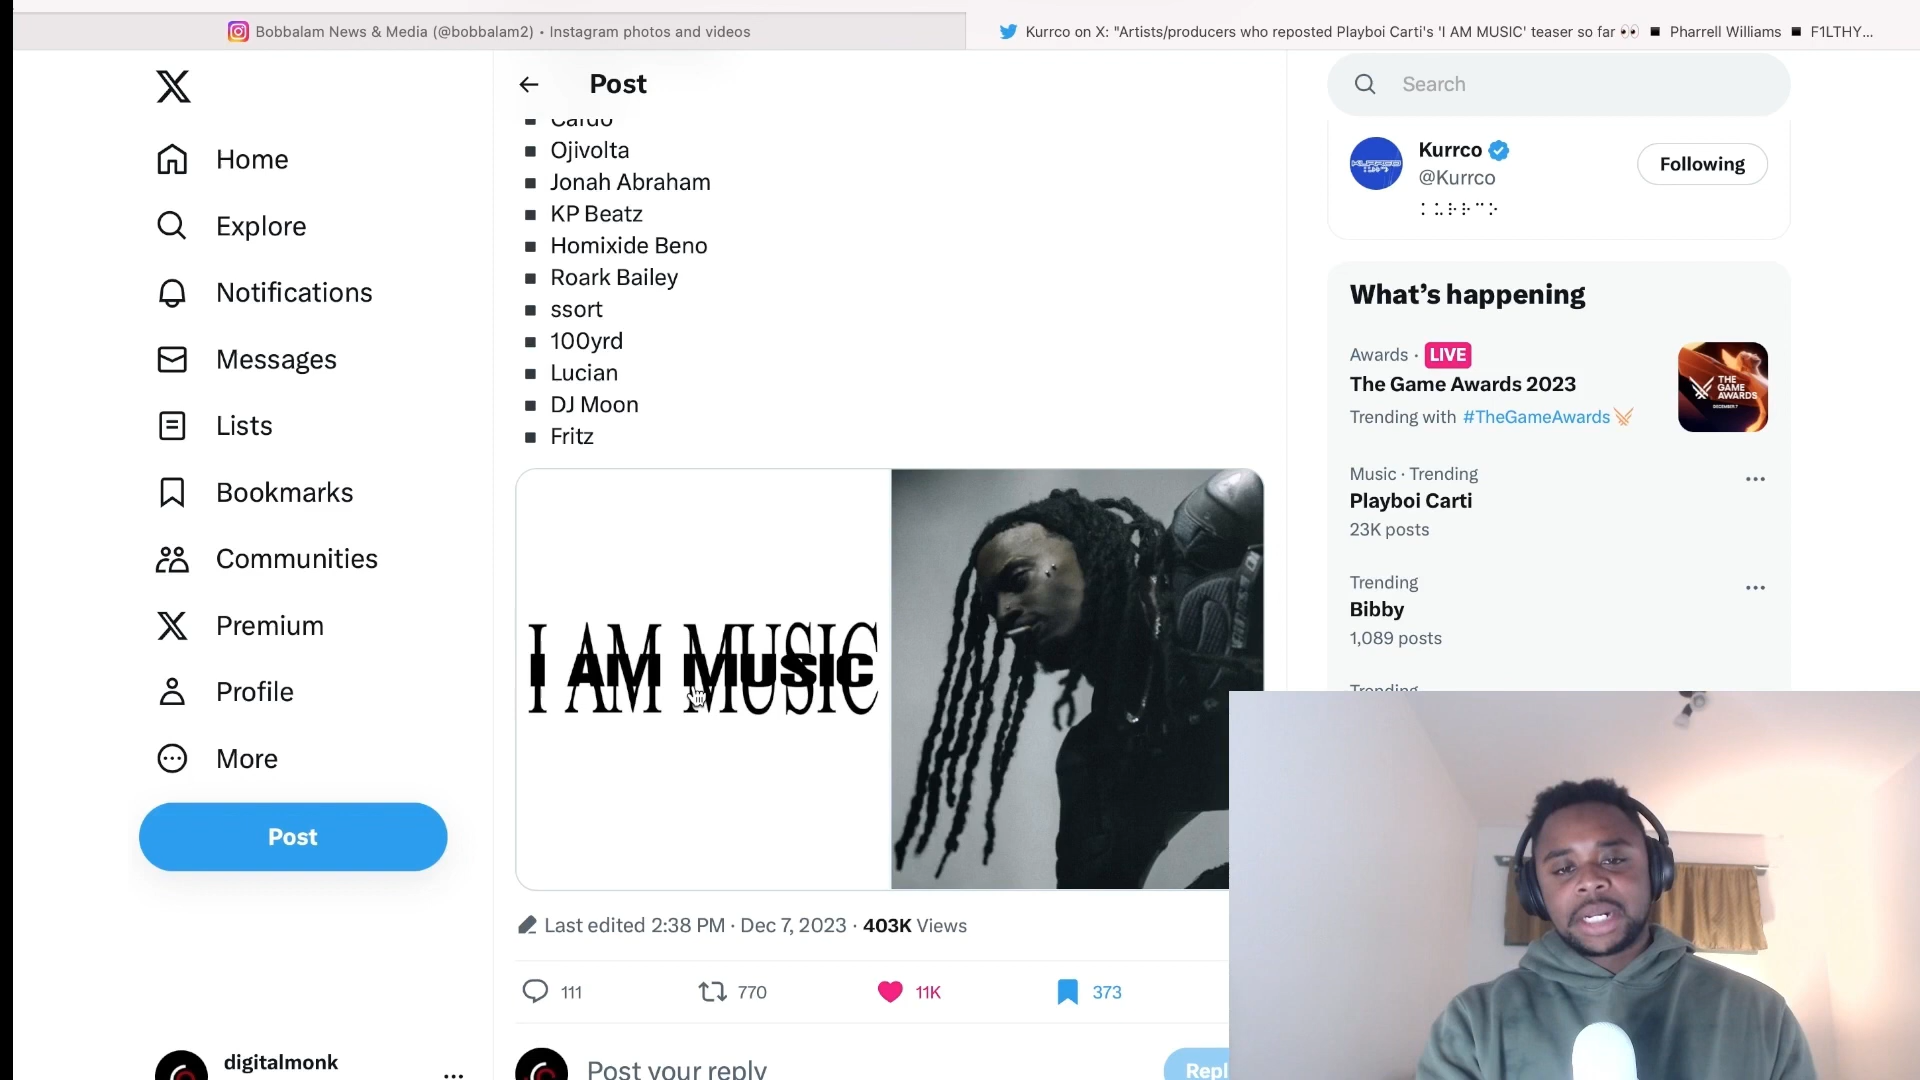 Bobbalam News & Media (@bobbalam2) • Instagram photos and videos
Kurrco on X: "Artists/producers who reposted Playboi Carti's 'I AM MUSIC' teaser so far 👀 ◾ Pharrell Williams ◾ F1LTHY...
Home
Explore
Notifications
Messages
Lists
Bookmarks
Communities
Premium
Profile
More
Post
digitalmonk
Post
Cardo
Ojivolta
Jonah Abraham
KP Beatz
Homixide Beno
Roark Bailey
ssort
100yrd
Lucian
DJ Moon
Fritz
I AM MUSIC
I AM MUSIC
Last edited 2:38 PM · Dec 7, 2023 · 403K Views
111 770 11K 373
Post your reply
Repl
Search
Kurrco
@Kurrco
Following
What's happening
Awards · LIVE
The Game Awards 2023
Trending with #TheGameAwards
THE GAME AWARDS
Music · Trending
Playboi Carti
23K posts
Trending
Bibby
1,089 posts
Trending